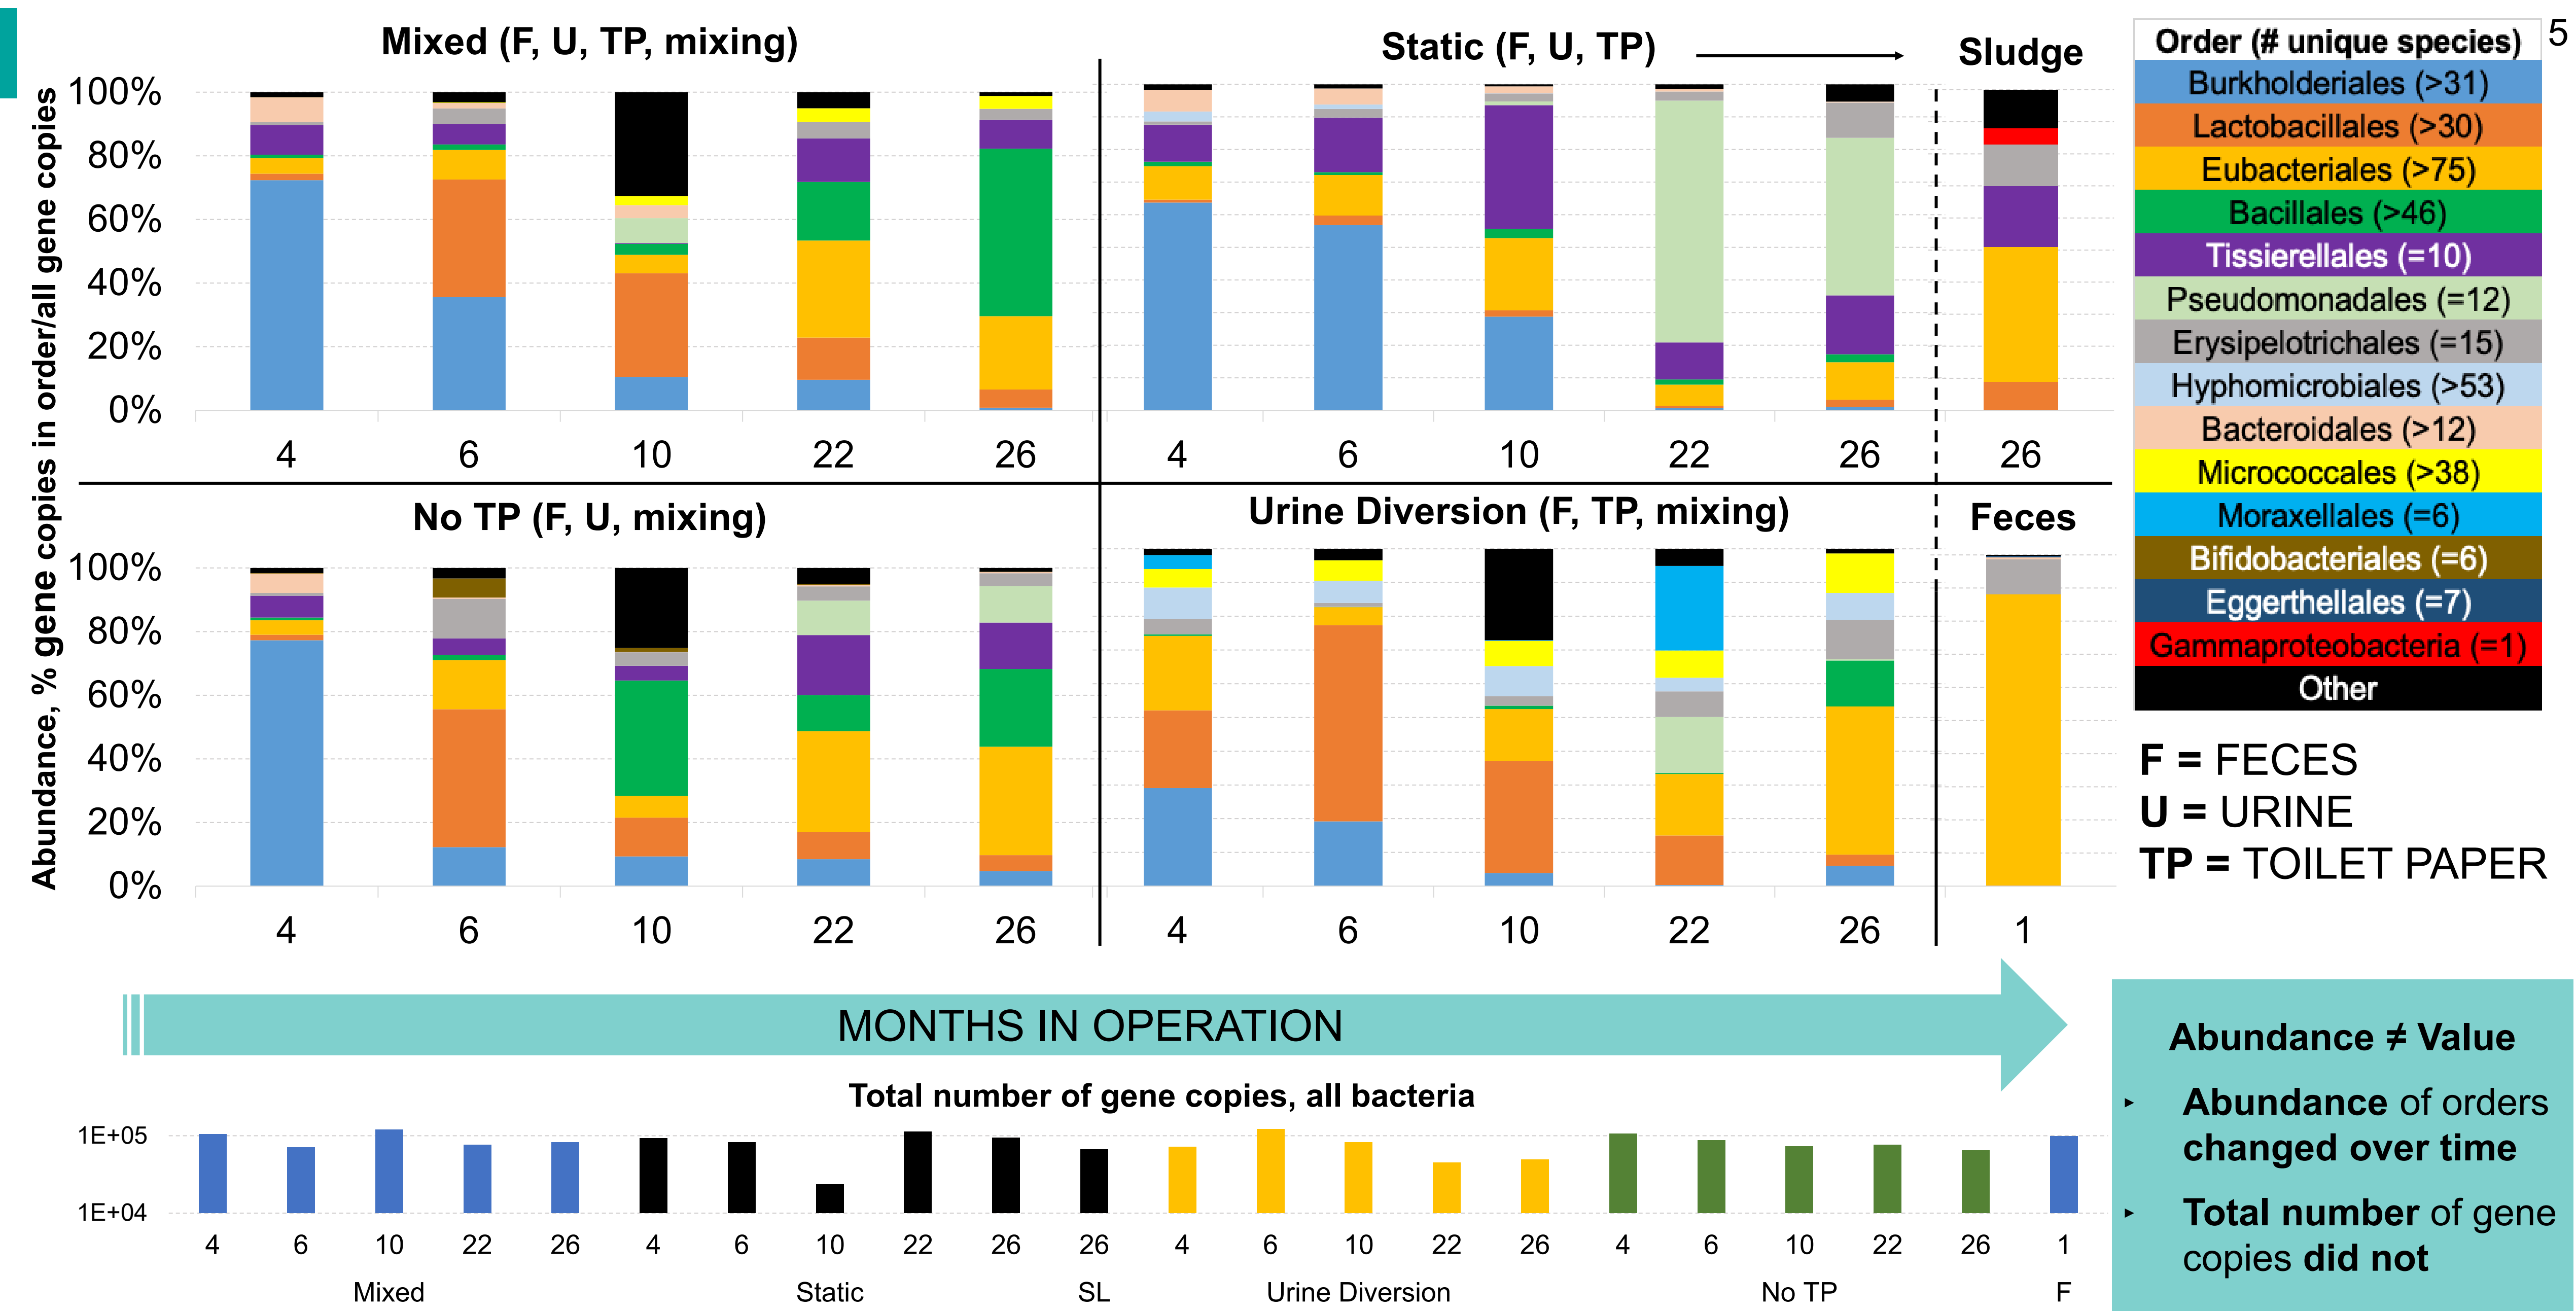 5
Mixed (F, U, TP, mixing)
Static (F, U, TP)
Sludge
Abundance, % gene copies in order/all gene copies
100%
80%
60%
40%
20%
0%
4 6 10 22 26
4 6 10 22 26
26
No TP (F, U, mixing)
Urine Diversion (F, TP, mixing)
Feces
100%
80%
60%
40%
20%
0%
4 6 10 22 26
4 6 10 22 26
1
Order (# unique species)
Burkholderiales (>31)
Lactobacillales (>30)
Eubacteriales (>75)
Bacillales (>46)
Tissierellales (=10)
Pseudomonadales (=12)
Erysipelotrichales (=15)
Hyphomicrobiales (>53)
Bacteroidales (>12)
Micrococcales (>38)
Moraxellales (=6)
Bifidobacteriales (=6)
Eggerthellales (=7)
Gammaproteobacteria (=1)
Other
F = FECES
U = URINE
TP = TOILET PAPER
MONTHS IN OPERATION
Total number of gene copies, all bacteria
1E+05
1E+04
4 6 10 22 26 4 6 10 22 26 26 4 6 10 22 26 4 6 10 22 26 1
Mixed Static SL Urine Diversion No TP F
Abundance ≠ Value
‣ Abundance of orders
changed over time
‣ Total number of gene
copies did not